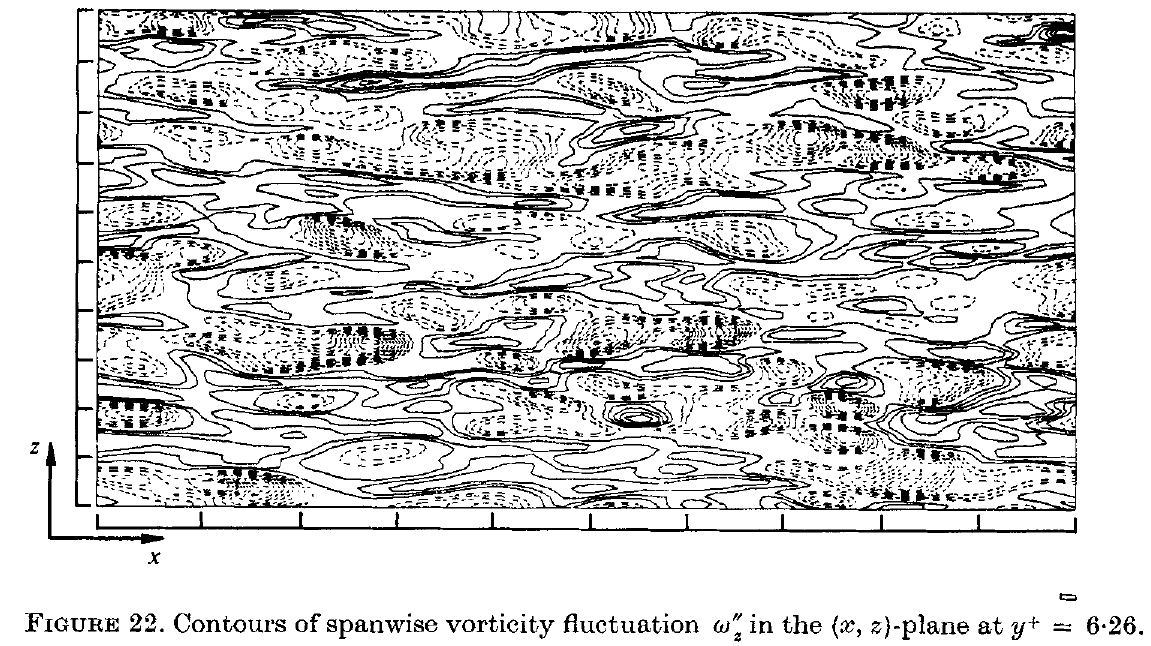 z
x
FIGURE 22. Contours of spanwise vorticity fluctuation ω″z in the (x, z)-plane at y+ = 6·26.